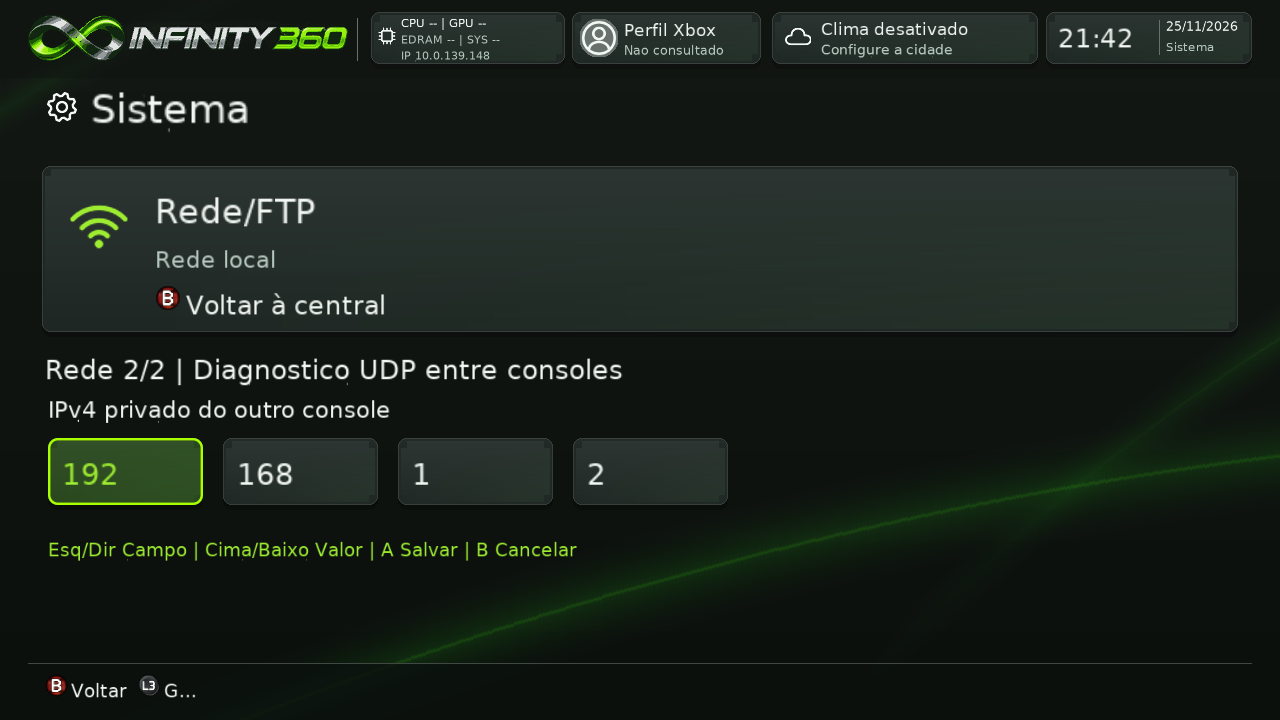 INFINITY 360
CPU -- | GPU --
EDRAM -- | SYS --
IP 10.0.139.148
Perfil Xbox
Nao consultado
Clima desativado
Configure a cidade
21:42
25/11/2026
Sistema
Sistema
Rede/FTP
Rede local
B Voltar à central
Rede 2/2 | Diagnostico UDP entre consoles
IPv4 privado do outro console
192 168 1 2
Esq/Dir Campo | Cima/Baixo Valor | A Salvar | B Cancelar
B Voltar L3 G...